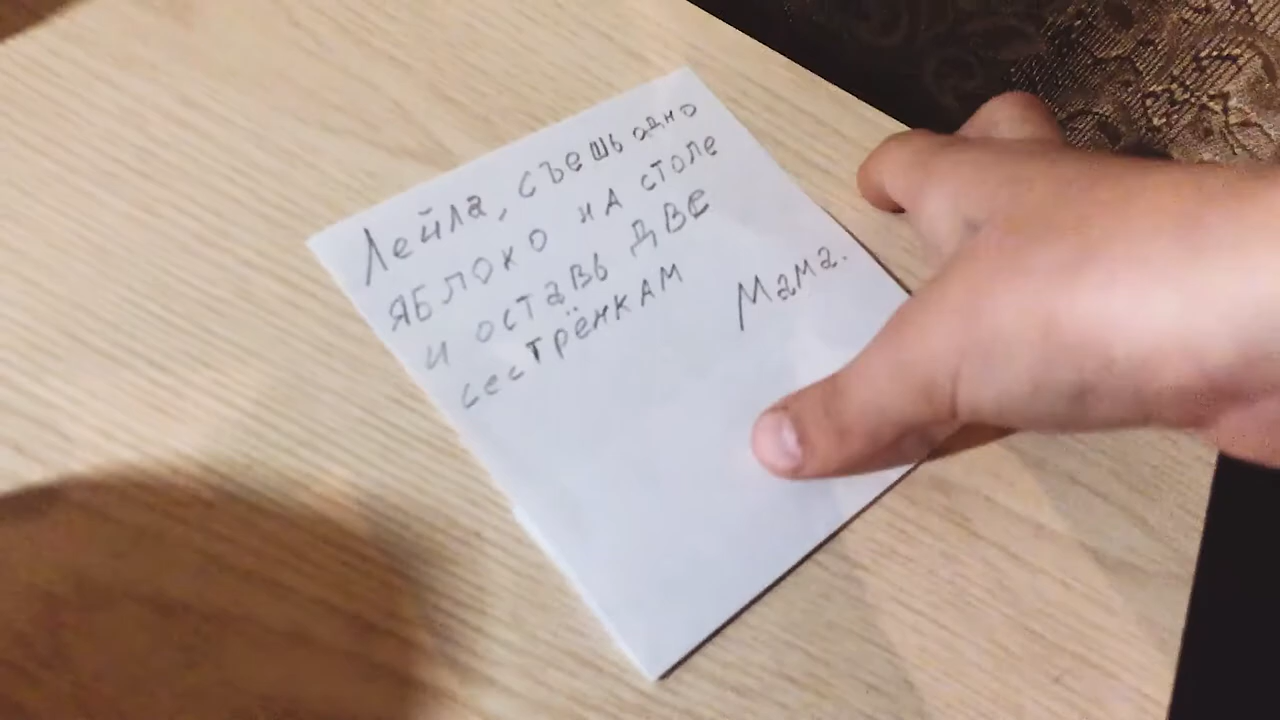 Лейла, съешь одно
ЯБЛОКО НА СТОЛЕ
и оставь ДВЕ
сестрёнкам
Мама.